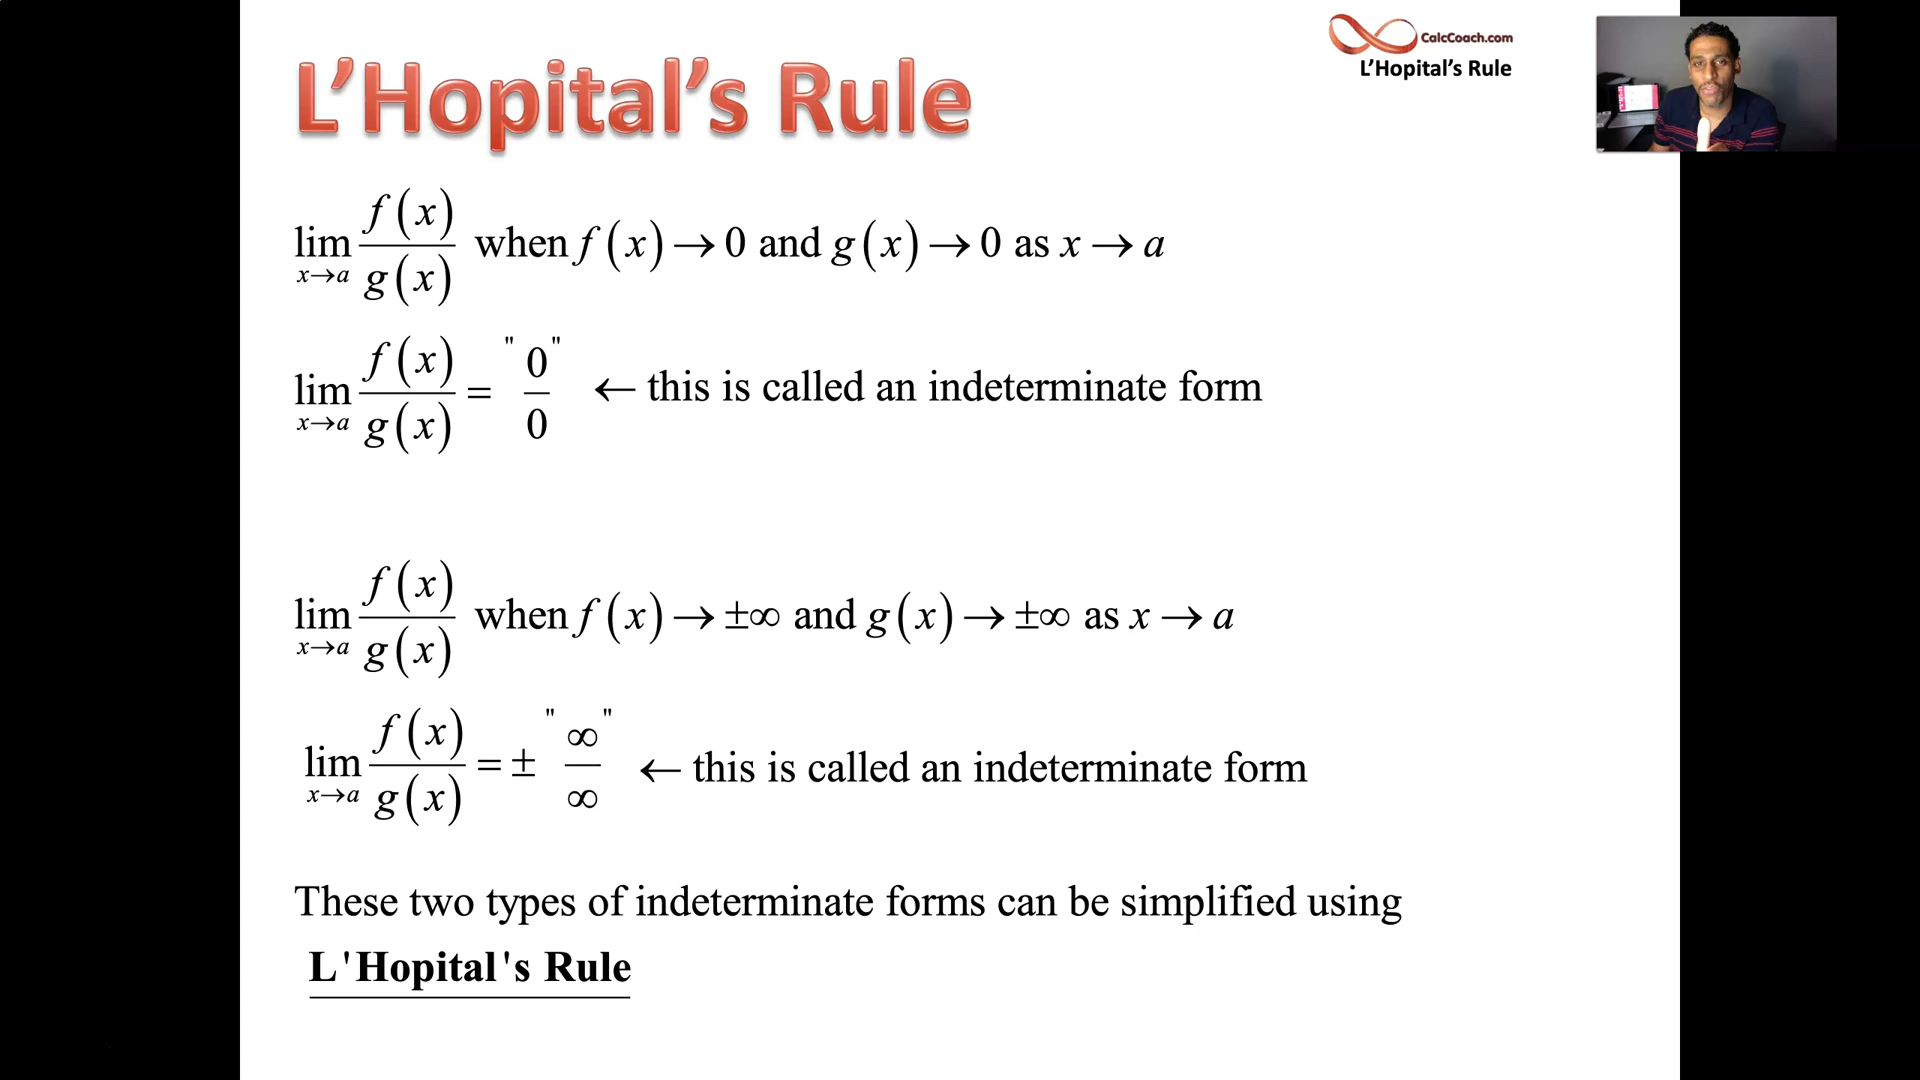 L’Hopital’s Rule
CalcCoach.com
L’Hopital’s Rule
lim x→a f(x)/g(x) when f(x) → 0 and g(x) → 0 as x → a
lim x→a f(x)/g(x) = "0/0" ← this is called an indeterminate form
lim x→a f(x)/g(x) when f(x) → ±∞ and g(x) → ±∞ as x → a
lim x→a f(x)/g(x) = ± "∞/∞" ← this is called an indeterminate form
These two types of indeterminate forms can be simplified using
L'Hopital's Rule